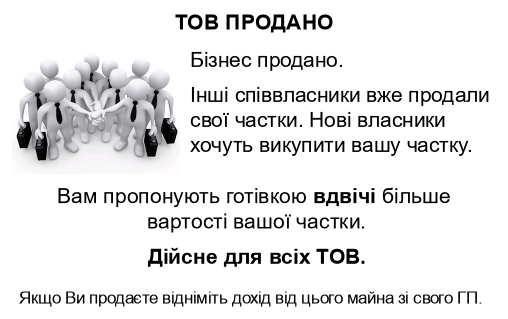 ТОВ ПРОДАНО
Бізнес продано.
Інші співвласники вже продали
свої частки. Нові власники
хочуть викупити вашу частку.
Вам пропонують готівкою вдвічі більше
вартості вашої частки.
Дійсне для всіх ТОВ.
Якщо Ви продаєте відніміть дохід від цього майна зі свого ГП.